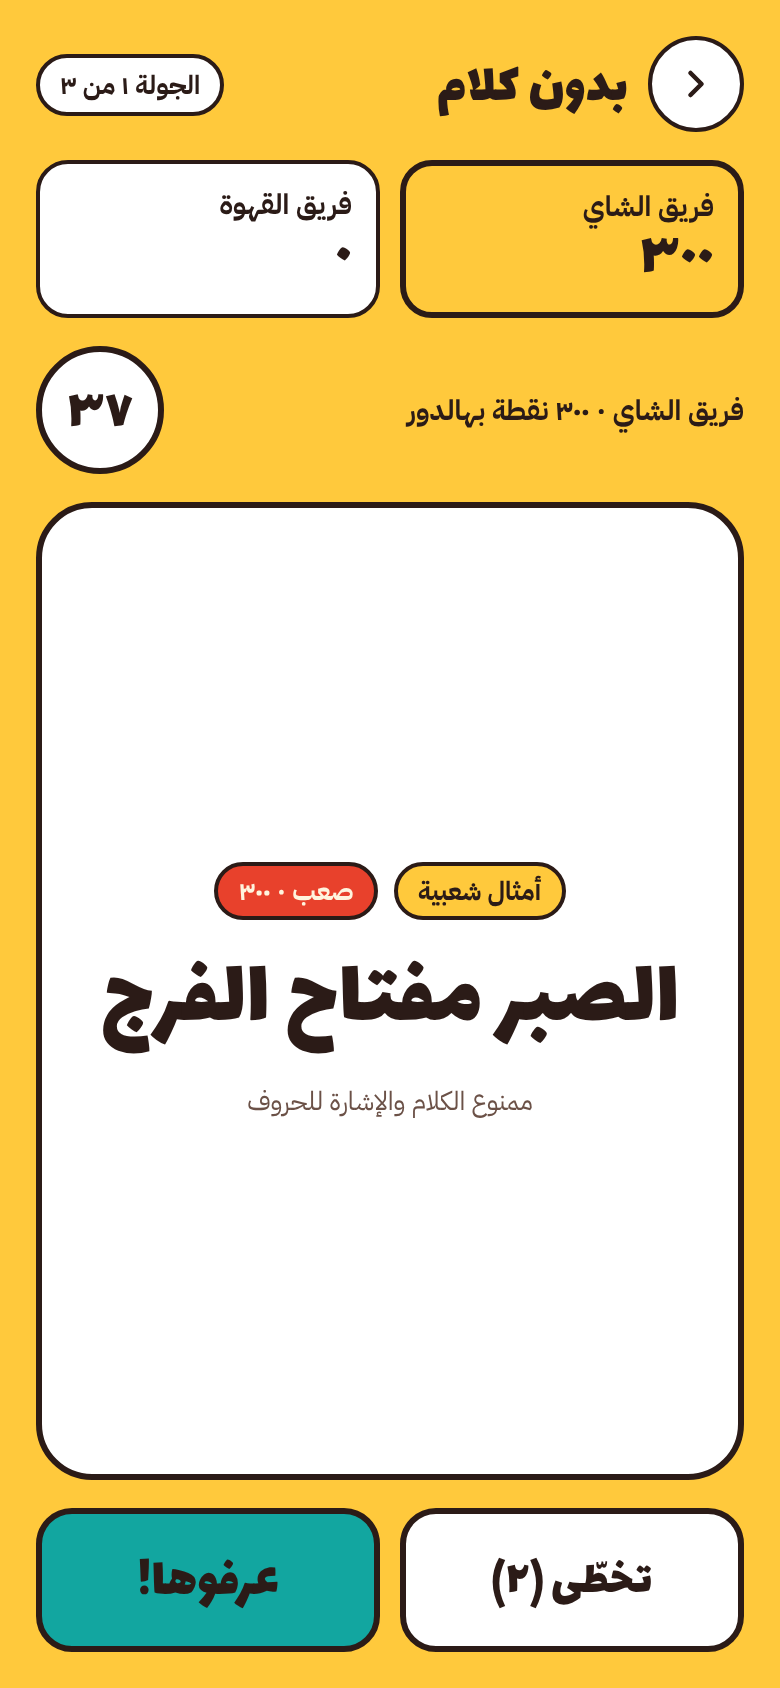 بدون كلام
الجولة ١ من ٣
فريق الشاي
٣٠٠
فريق القهوة
٠
فريق الشاي · ٣٠٠ نقطة بهالدور
٣٧
أمثال شعبية
صعب · ٣٠٠
الصبر مفتاح الفرج
ممنوع الكلام والإشارة للحروف
تخطّي (٢)
عرفوها!